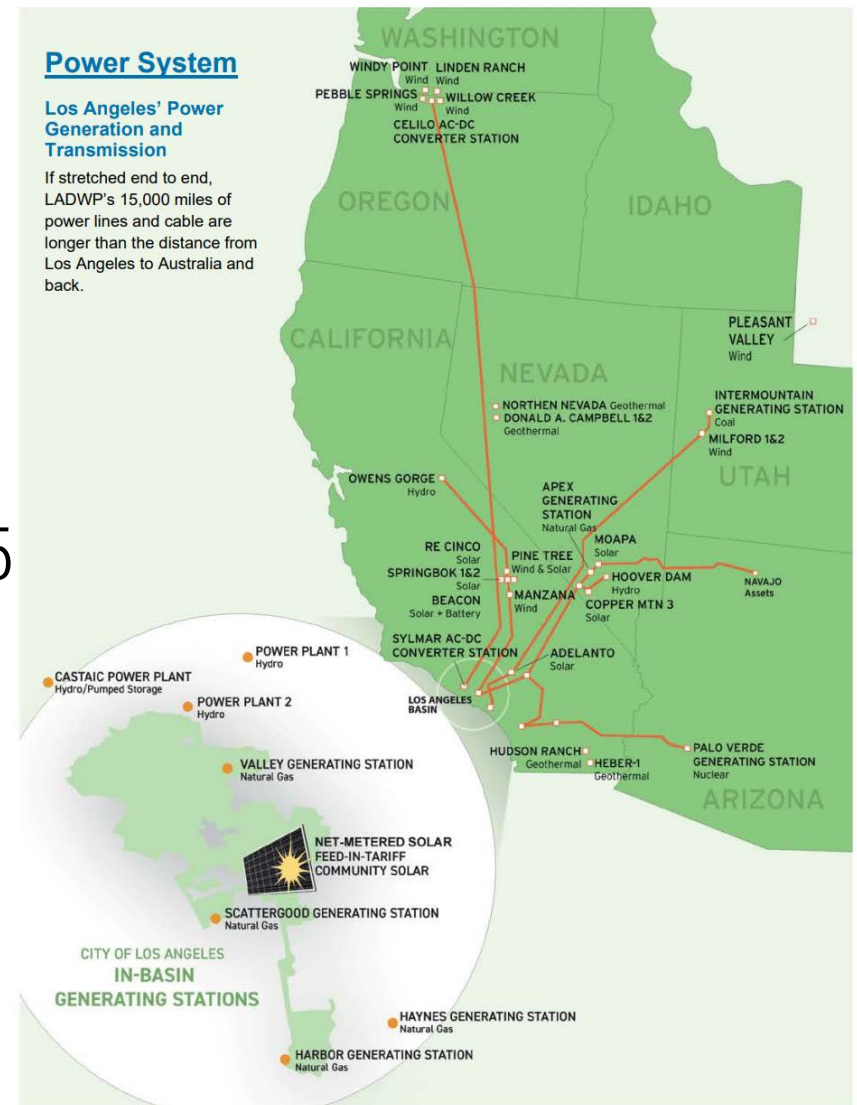 Power System
Los Angeles’ Power
Generation and
Transmission
If stretched end to end,
LADWP’s 15,000 miles of
power lines and cable are
longer than the distance from
Los Angeles to Australia and
back.
WASHINGTON
WINDY POINT
Wind
LINDEN RANCH
Wind
PEBBLE SPRINGS
Wind
WILLOW CREEK
Wind
CELILO AC-DC
CONVERTER STATION
OREGON
IDAHO
CALIFORNIA
NEVADA
PLEASANT
VALLEY
Wind
NORTHEN NEVADA Geothermal
DONALD A. CAMPBELL 1&2
Geothermal
INTERMOUNTAIN
GENERATING STATION
Coal
MILFORD 1&2
Wind
UTAH
OWENS GORGE
Hydro
APEX
GENERATING
STATION
Natural Gas
MOAPA
Solar
RE CINCO
Solar
PINE TREE
Wind & Solar
SPRINGBOK 1&2
Solar
HOOVER DAM
Hydro
NAVAJO
Assets
BEACON
Solar + Battery
MANZANA
Wind
COPPER MTN 3
Solar
SYLMAR AC-DC
CONVERTER STATION
ADELANTO
Solar
LOS ANGELES
BASIN
HUDSON RANCH
Geothermal
HEBER-1
Geothermal
PALO VERDE
GENERATING STATION
Nuclear
ARIZONA
POWER PLANT 1
Hydro
CASTAIC POWER PLANT
Hydro/Pumped Storage
POWER PLANT 2
Hydro
VALLEY GENERATING STATION
Natural Gas
NET-METERED SOLAR
FEED-IN-TARIFF
COMMUNITY SOLAR
SCATTERGOOD GENERATING STATION
Natural Gas
CITY OF LOS ANGELES
IN-BASIN
GENERATING STATIONS
HAYNES GENERATING STATION
Natural Gas
HARBOR GENERATING STATION
Natural Gas